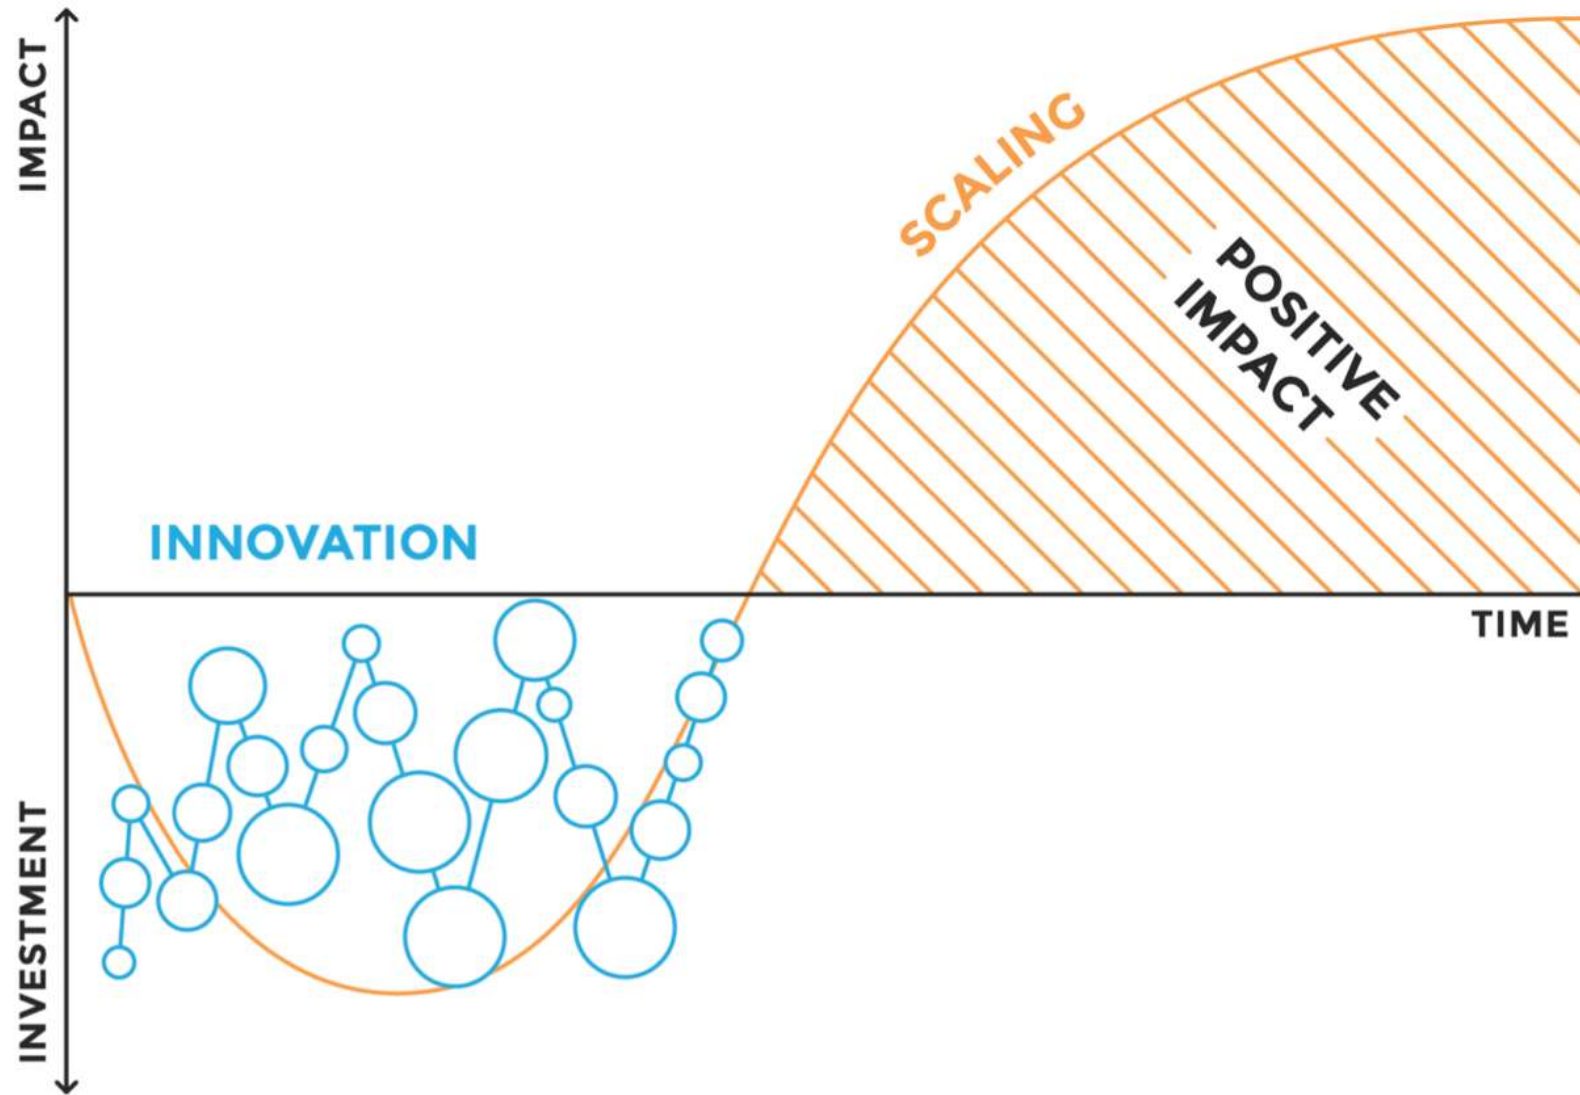 IMPACT
SCALING
POSITIVE
IMPACT
INNOVATION
TIME
INVESTMENT